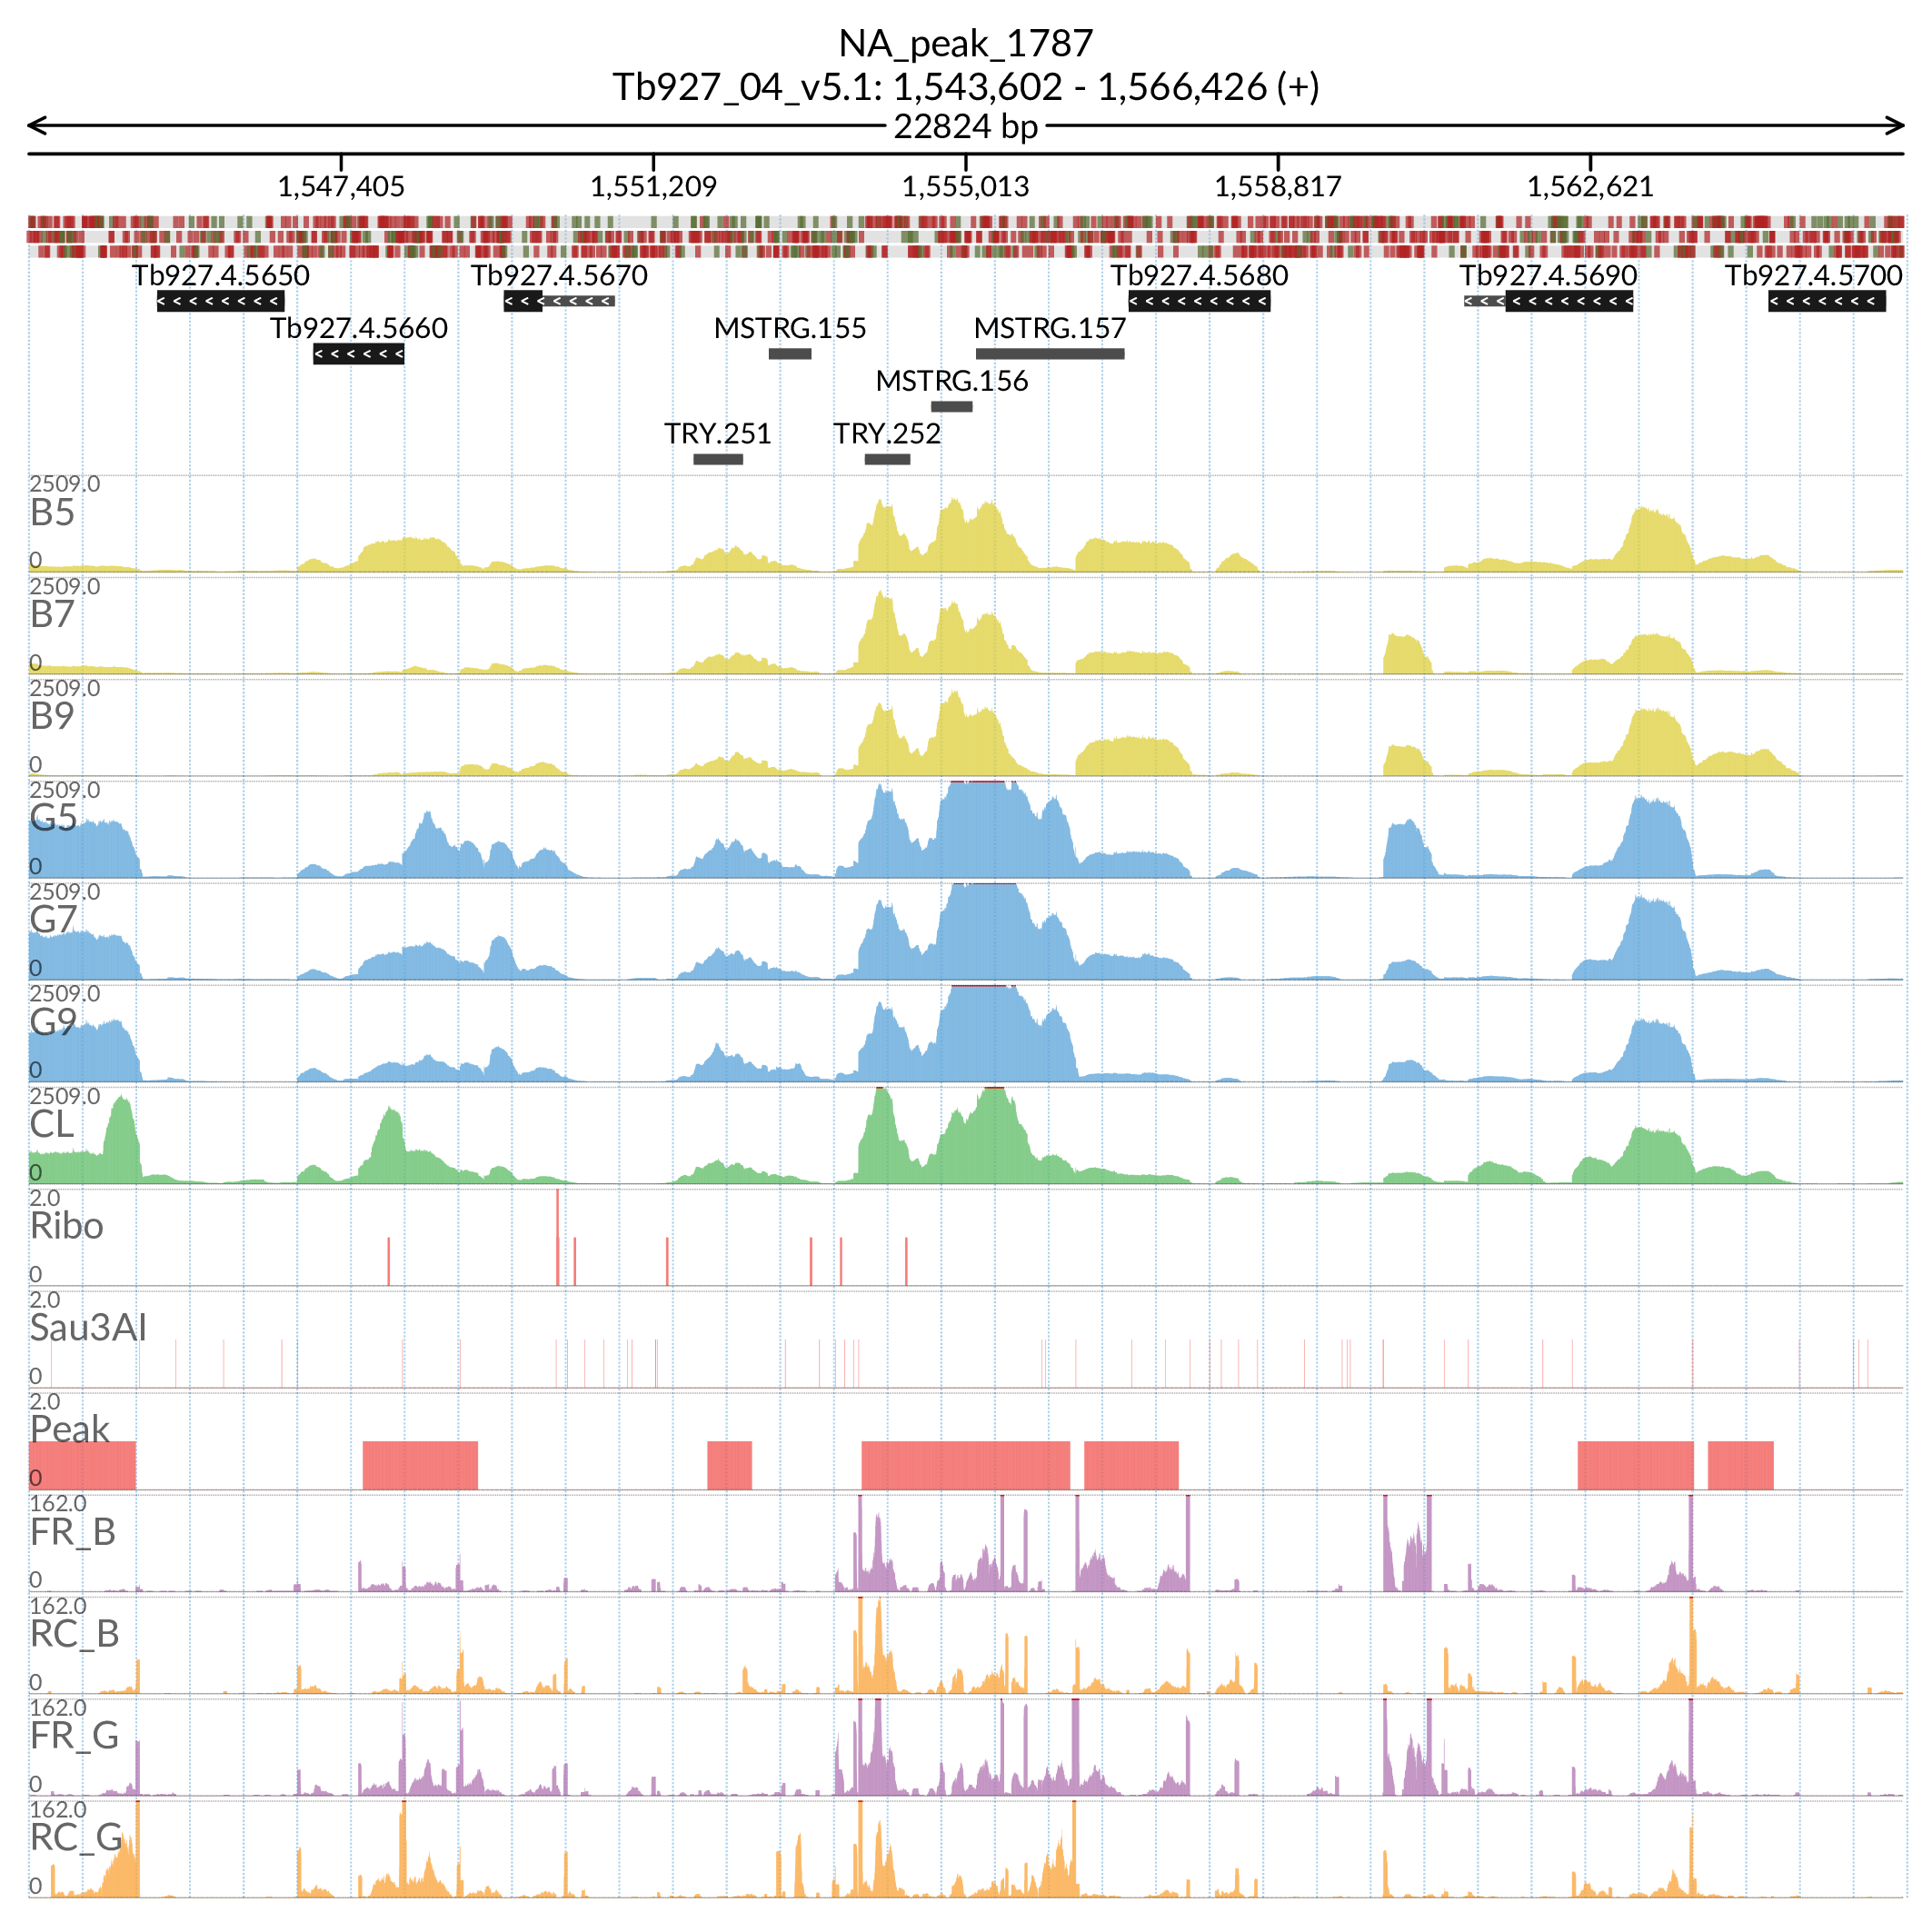 NA_peak_1787
Tb927_04_v5.1: 1,543,602 - 1,566,426 (+)
22824 bp
1,547,405 1,551,209 1,555,013 1,558,817 1,562,621
Tb927.4.5650 Tb927.4.5670 Tb927.4.5680 Tb927.4.5690 Tb927.4.5700
Tb927.4.5660 MSTRG.155 MSTRG.157
MSTRG.156
TRY.251 TRY.252
2509.0
B5
0
2509.0
B7
0
2509.0
B9
0
2509.0
G5
0
2509.0
G7
0
2509.0
G9
0
2509.0
CL
0
2.0
Ribo
0
2.0
Sau3AI
0
2.0
Peak
0
162.0
FR_B
0
162.0
RC_B
0
162.0
FR_G
0
162.0
RC_G
0